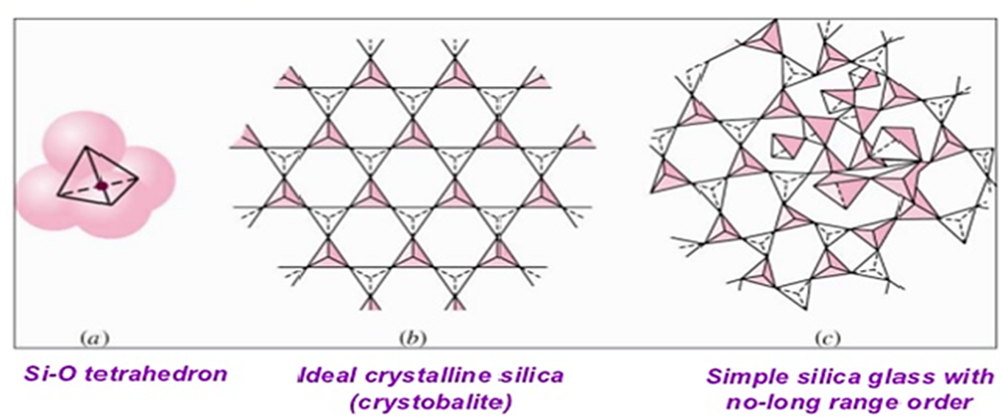 (a)
(b)
(c)
Si-O tetrahedron
Ideal crystalline silica
(crystobalite)
Simple silica glass with
no-long range order